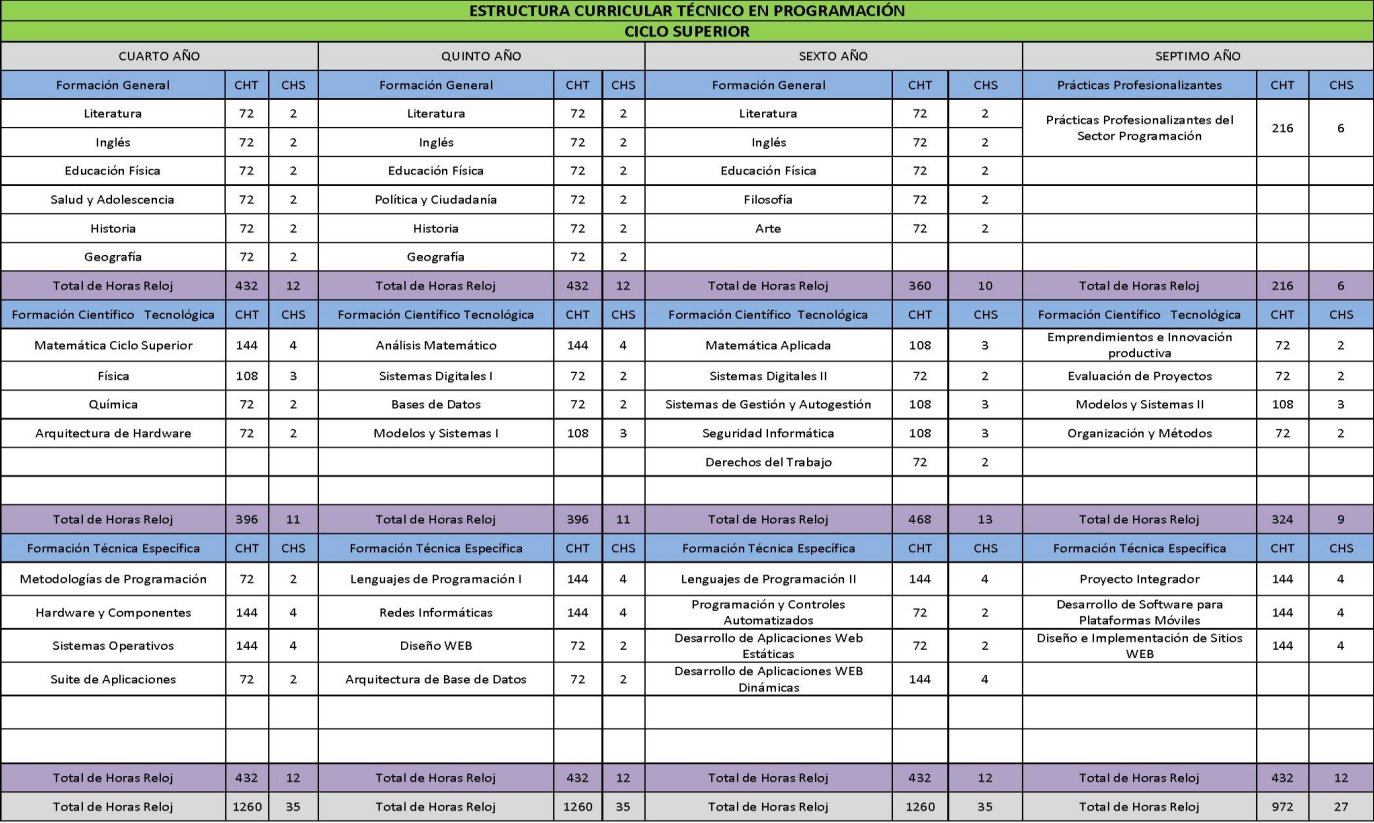 ESTRUCTURA CURRICULAR TÉCNICO EN PROGRAMACIÓN
CICLO SUPERIOR
CUARTO AÑO QUINTO AÑO SEXTO AÑO SEPTIMO AÑO
Formación General CHT CHS Formación General CHT CHS Formación General CHT CHS Prácticas Profesionalizantes CHT CHS
Literatura 72 2 Literatura 72 2 Literatura 72 2 Prácticas Profesionalizantes del
Sector Programación 216 6
Inglés 72 2 Inglés 72 2 Inglés 72 2
Educación Física 72 2 Educación Física 72 2 Educación Física 72 2
Salud y Adolescencia 72 2 Política y Ciudadanía 72 2 Filosofía 72 2
Historia 72 2 Historia 72 2 Arte 72 2
Geografía 72 2 Geografía 72 2
Total de Horas Reloj 432 12 Total de Horas Reloj 432 12 Total de Horas Reloj 360 10 Total de Horas Reloj 216 6
Formación Científico Tecnológica CHT CHS Formación Científico Tecnológica CHT CHS Formación Científico Tecnológica CHT CHS Formación Científico Tecnológica CHT CHS
Matemática Ciclo Superior 144 4 Análisis Matemático 144 4 Matemática Aplicada 108 3 Emprendimientos e Innovación
productiva 72 2
Física 108 3 Sistemas Digitales I 72 2 Sistemas Digitales II 72 2 Evaluación de Proyectos 72 2
Química 72 2 Bases de Datos 72 2 Sistemas de Gestión y Autogestión 108 3 Modelos y Sistemas II 108 3
Arquitectura de Hardware 72 2 Modelos y Sistemas I 108 3 Seguridad Informática 108 3 Organización y Métodos 72 2
Derechos del Trabajo 72 2
Total de Horas Reloj 396 11 Total de Horas Reloj 396 11 Total de Horas Reloj 468 13 Total de Horas Reloj 324 9
Formación Técnica Específica CHT CHS Formación Técnica Específica CHT CHS Formación Técnica Específica CHT CHS Formación Técnica Específica CHT CHS
Metodologías de Programación 72 2 Lenguajes de Programación I 144 4 Lenguajes de Programación II 144 4 Proyecto Integrador 144 4
Hardware y Componentes 144 4 Redes Informáticas 144 4 Programación y Controles
Automatizados 72 2 Desarrollo de Software para
Plataformas Móviles 144 4
Sistemas Operativos 144 4 Diseño WEB 72 2 Desarrollo de Aplicaciones Web
Estáticas 72 2 Diseño e Implementación de Sitios
WEB 144 4
Suite de Aplicaciones 72 2 Arquitectura de Base de Datos 72 2 Desarrollo de Aplicaciones WEB
Dinámicas 144 4
Total de Horas Reloj 432 12 Total de Horas Reloj 432 12 Total de Horas Reloj 432 12 Total de Horas Reloj 432 12
Total de Horas Reloj 1260 35 Total de Horas Reloj 1260 35 Total de Horas Reloj 1260 35 Total de Horas Reloj 972 27